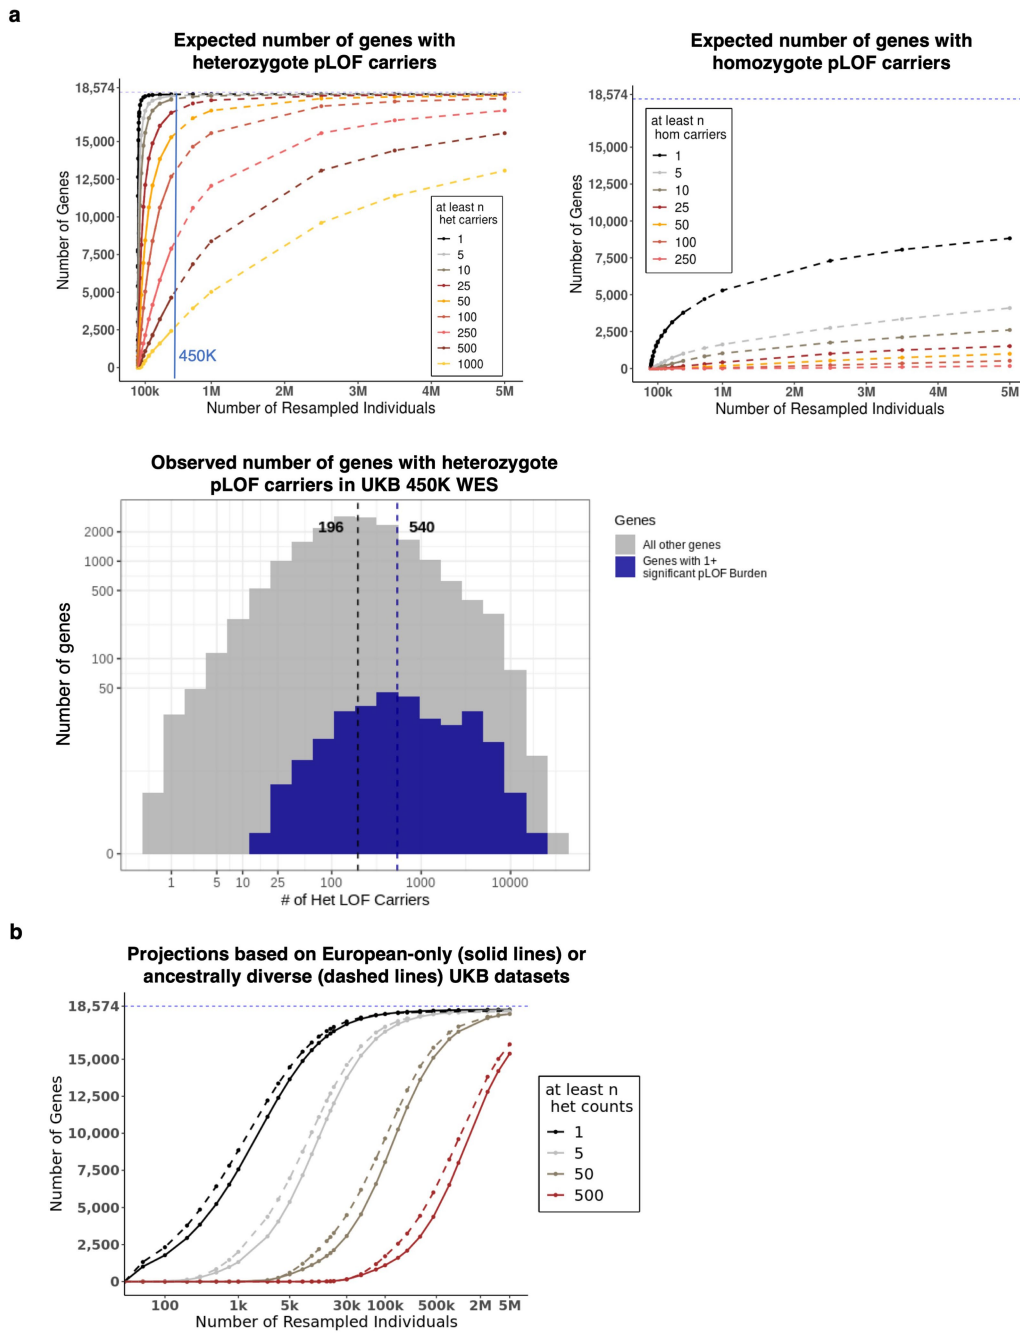 a
Expected number of genes with
heterozygote pLOF carriers
18,574
15,000
12,500
10,000
7,500
5,000
2,500
0
Number of Genes
450K
at least n
het carriers
1
5
10
25
50
100
250
500
1000
100k 1M 2M 3M 4M 5M
Number of Resampled Individuals
Expected number of genes with
homozygote pLOF carriers
18,574
15,000
12,500
10,000
7,500
5,000
2,500
0
Number of Genes
at least n
hom carriers
1
5
10
25
50
100
250
100k 1M 2M 3M 4M 5M
Number of Resampled Individuals
Observed number of genes with heterozygote
pLOF carriers in UKB 450K WES
196 540
2000
1000
500
100
50
0
Number of genes
1 5 10 25 100 1000 10000
# of Het LOF Carriers
Genes
All other genes
Genes with 1+
significant pLOF Burden
b
Projections based on European-only (solid lines) or
ancestrally diverse (dashed lines) UKB datasets
18,574
15,000
12,500
10,000
7,500
5,000
2,500
0
Number of Genes
100 1k 5k 30k 100k 500k 2M 5M
Number of Resampled Individuals
at least n
het counts
1
5
50
500